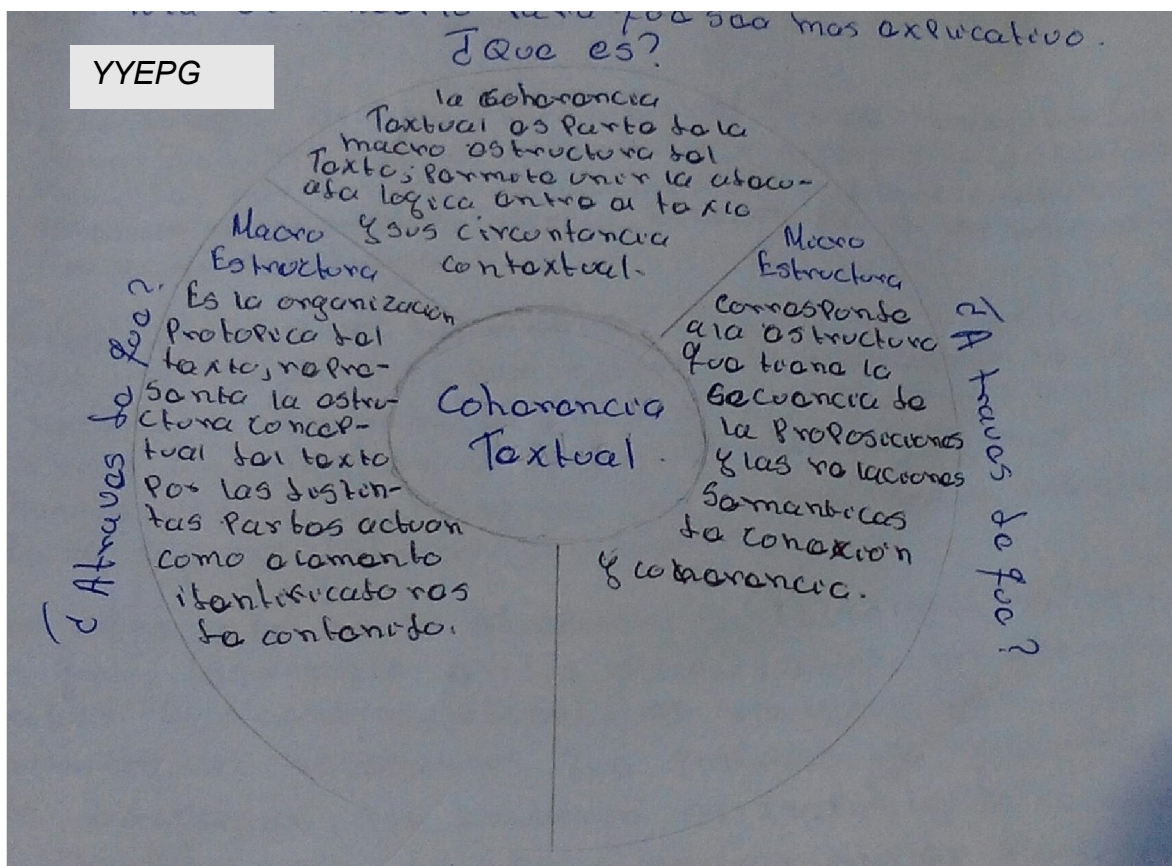 mas explicativo.
YYEPG
¿Que es?
la coherencia
Textual es Parte de la
macro estructura del
Texto; Permete unir la adecu-
ada logica entre el texto
y sus circuntancia
contextual.
Macro
Estructura
Es la organización
Protopica del
texto, repre-
senta la estru-
ctura concep-
tual del texto
Por las distin-
tas Partes actuan
como elemento
identificadores
de contenido.
¿Atraves de que?
Coherencia
Textual.
Micro
Estructura
Corresponde
a la estructura
que tiene la
Secuencia de
la Proposiciones
y las relaciones
Semanticas
de conexión
y coherencia.
¿A traves de que?